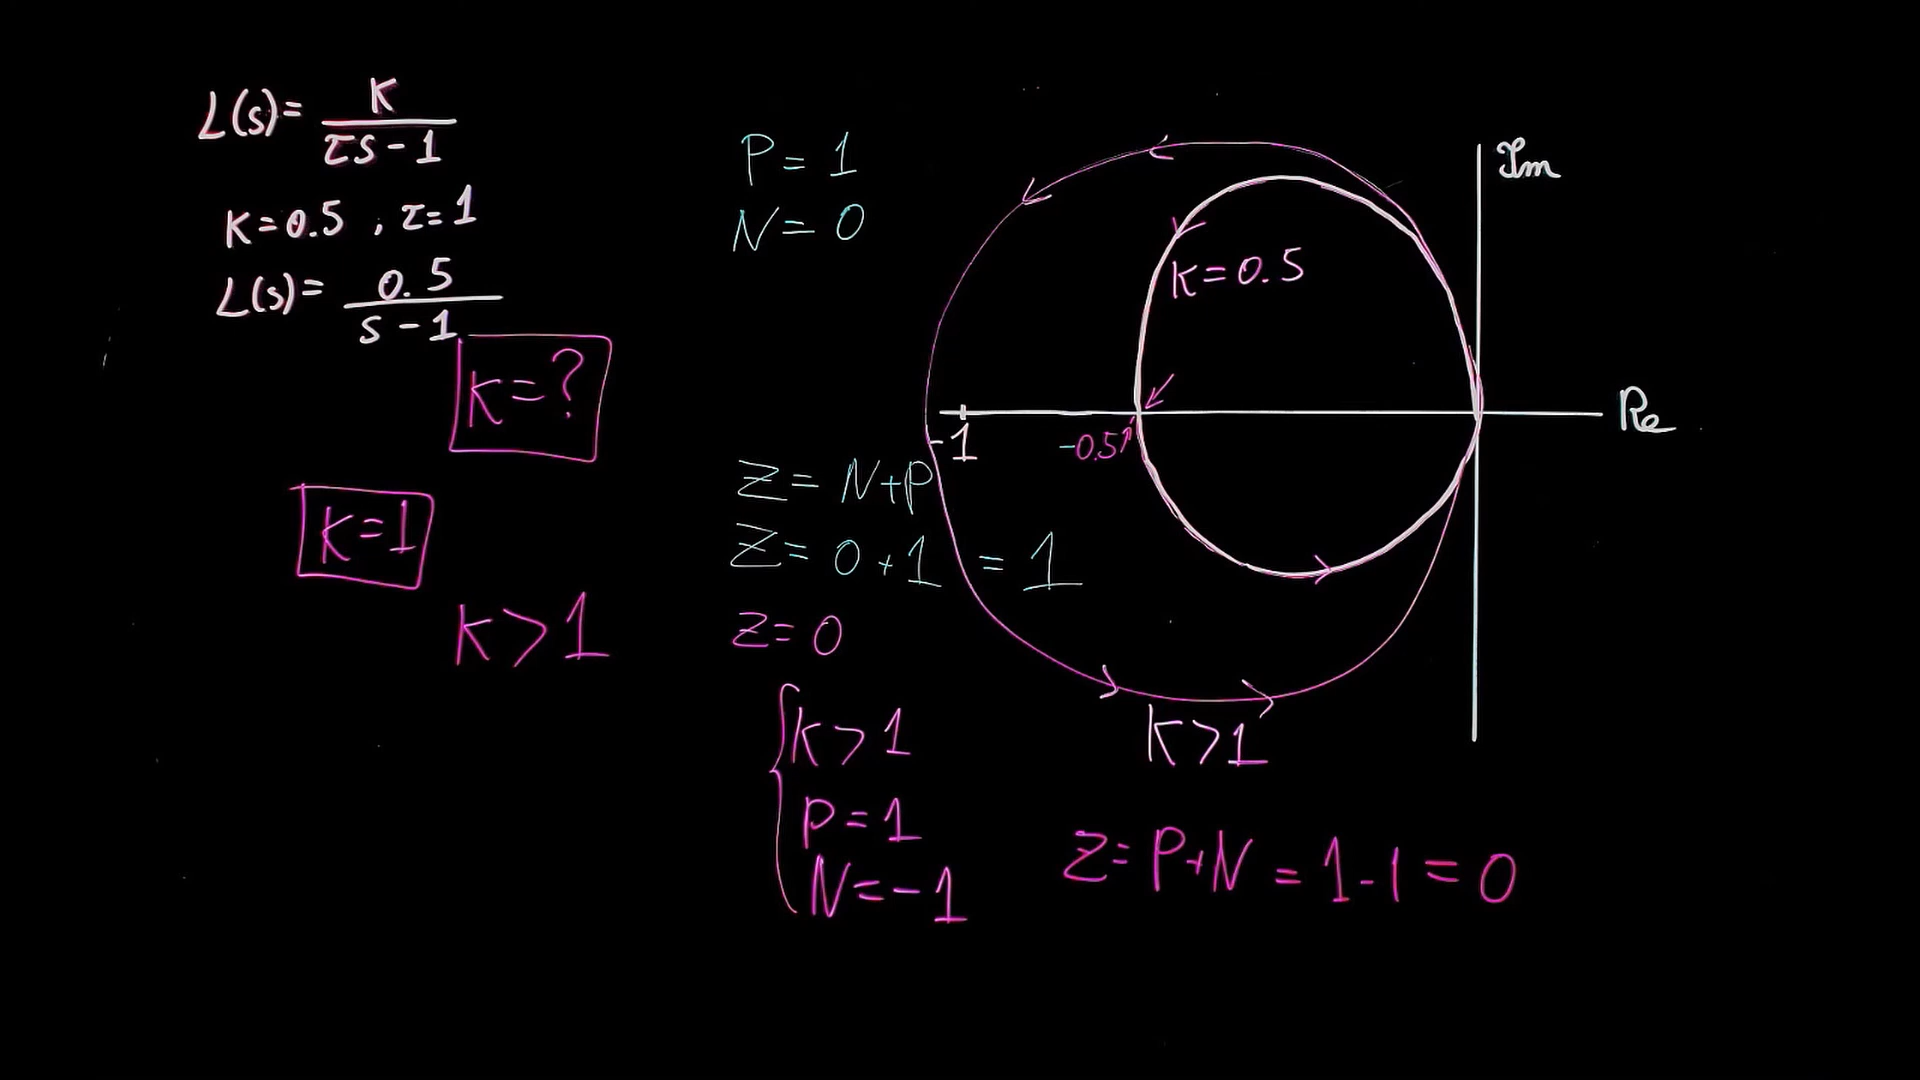 L(s)= K / τs-1
K=0.5 , τ=1
L(s)= 0.5 / s-1
K=?
K=1
K>1
P=1
N=0
Z=N+P
Z=0+1=1
Z=0
K>1
P=1
N=-1
Im
K=0.5
Re
-1
-0.5
K>1
Z=P+N=1-1=0